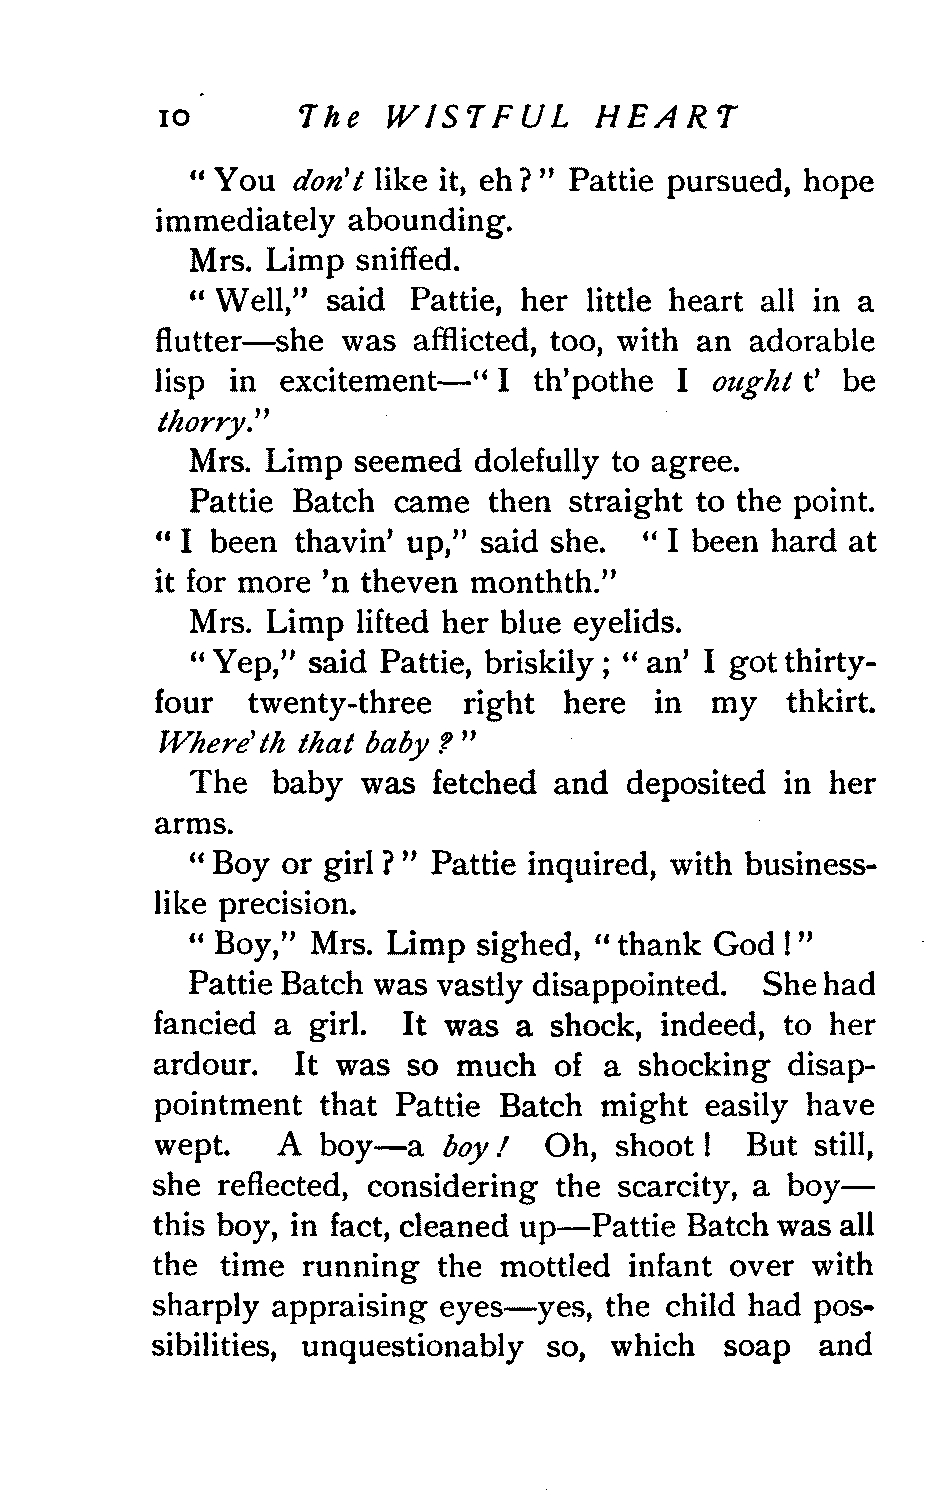 10 The WISTFUL HEART
" You don't like it, eh ? " Pattie pursued, hope
immediately abounding.
Mrs. Limp sniffed.
" Well," said Pattie, her little heart all in a
flutter—she was afflicted, too, with an adorable
lisp in excitement—" I th'pothe I ought t' be
thorry."
Mrs. Limp seemed dolefully to agree.
Pattie Batch came then straight to the point.
" I been thavin' up," said she. " I been hard at
it for more 'n theven monthth."
Mrs. Limp lifted her blue eyelids.
" Yep," said Pattie, briskily ; " an' I got thirty-
four twenty-three right here in my thkirt.
Where'th that baby ? "
The baby was fetched and deposited in her
arms.
" Boy or girl ? " Pattie inquired, with business-
like precision.
" Boy," Mrs. Limp sighed, " thank God ! "
Pattie Batch was vastly disappointed. She had
fancied a girl. It was a shock, indeed, to her
ardour. It was so much of a shocking disap-
pointment that Pattie Batch might easily have
wept. A boy—a boy ! Oh, shoot ! But still,
she reflected, considering the scarcity, a boy—
this boy, in fact, cleaned up—Pattie Batch was all
the time running the mottled infant over with
sharply appraising eyes—yes, the child had pos-
sibilities, unquestionably so, which soap and